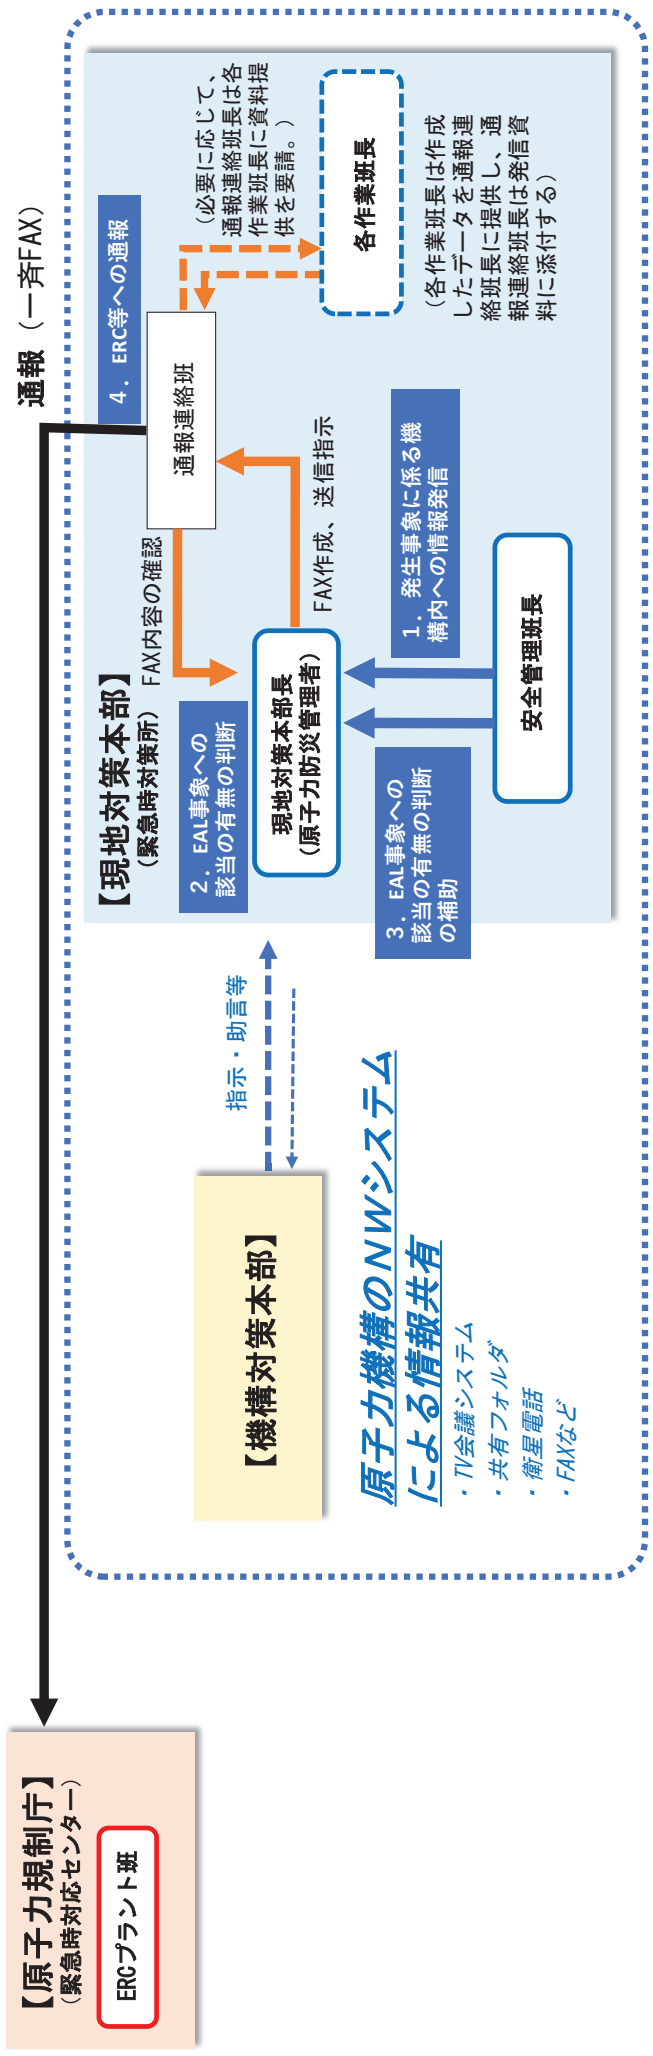 【原子力規制庁】
（緊急時対応センター）
ERCプラント班
通報（一斉FAX）
【機構対策本部】
指示・助言等
原子力機構のＮＷシステム
による情報共有
・TV会議システム
・共有フォルダ
・衛星電話
・FAXなど
【現地対策本部】
（緊急時対策所）
FAX内容の確認
２．EAL事象への
該当の有無の判断
現地対策本部長
（原子力防災管理者）
３．EAL事象への
該当の有無の判断
の補助
４．ERC等への通報
通報連絡班
FAX作成、送信指示
１．発生事象に係る機
構内への情報発信
安全管理班長
（必要に応じて、
通報連絡班長は各
作業班長に資料提
供を要請。）
各作業班長
（各作業班長は作成
したデータを通報連
絡班長に提供し、通
報連絡班長は発信資
料に添付する）